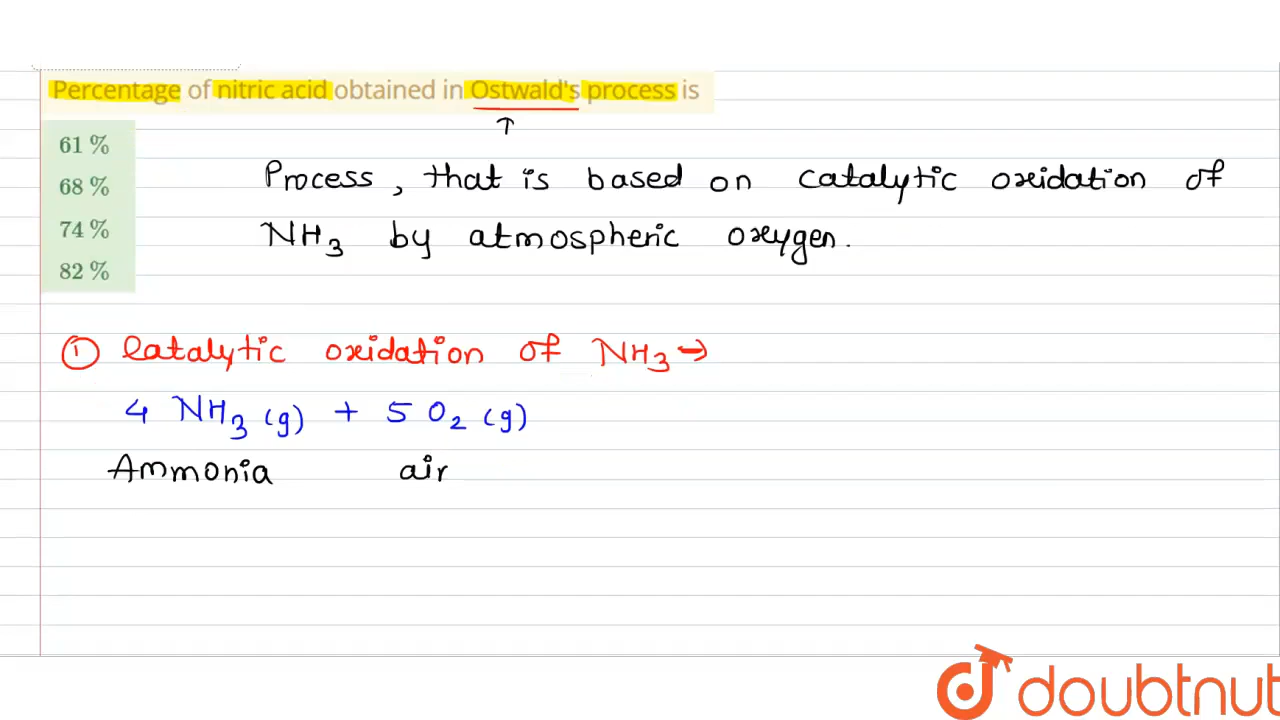 Percentage of nitric acid obtained in Ostwald's process is
61 %
68 %
74 %
82 %
↑
Process, that is based on catalytic oxidation of
NH3 by atmospheric oxygen.
① Catalytic oxidation of NH3 →
4 NH3 (g) + 5 O2 (g)
Ammonia air
doubtnut